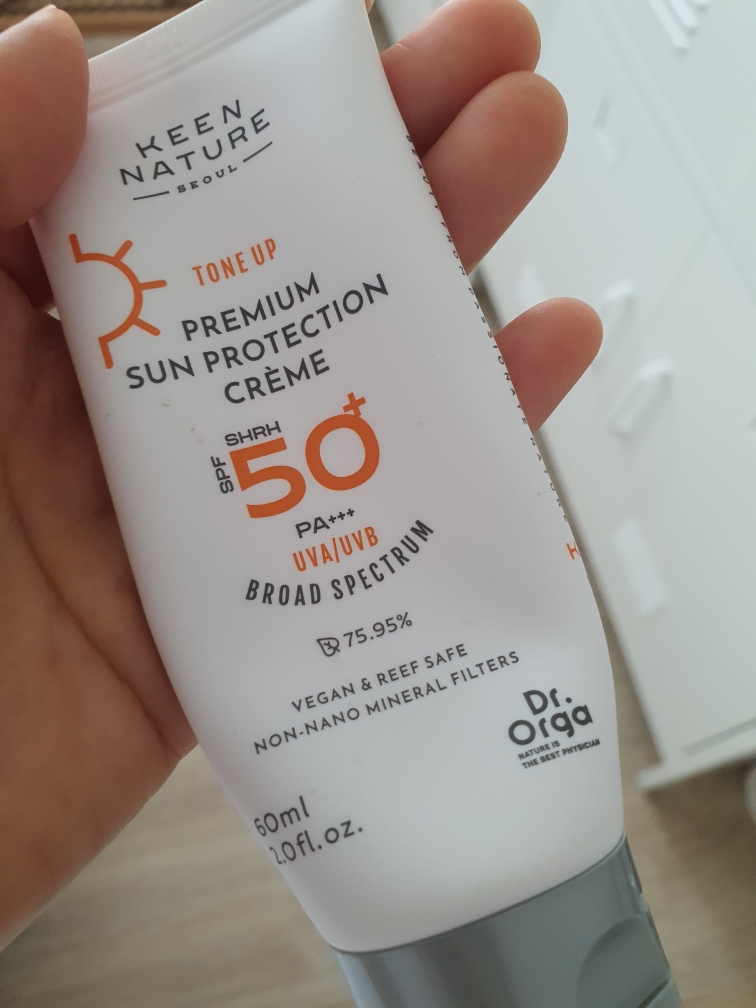 KEEN
NATURE
SEOUL
TONE UP
PREMIUM
SUN PROTECTION
CRÈME
SHRH
SPF 50+
PA+++
UVA/UVB
BROAD SPECTRUM
75.95%
VEGAN & REEF SAFE
NON-NANO MINERAL FILTERS
Dr.
Orga
NATURE IS
THE BEST PHYSICIAN
60ml
2.0fl.oz.